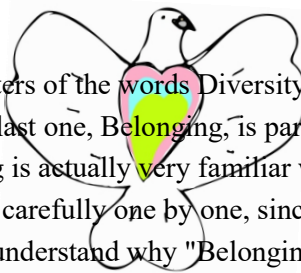 ters of the words Diversity
last one, Belonging, is par
g is actually very familiar
carefully one by one, sinc
understand why "Belongin